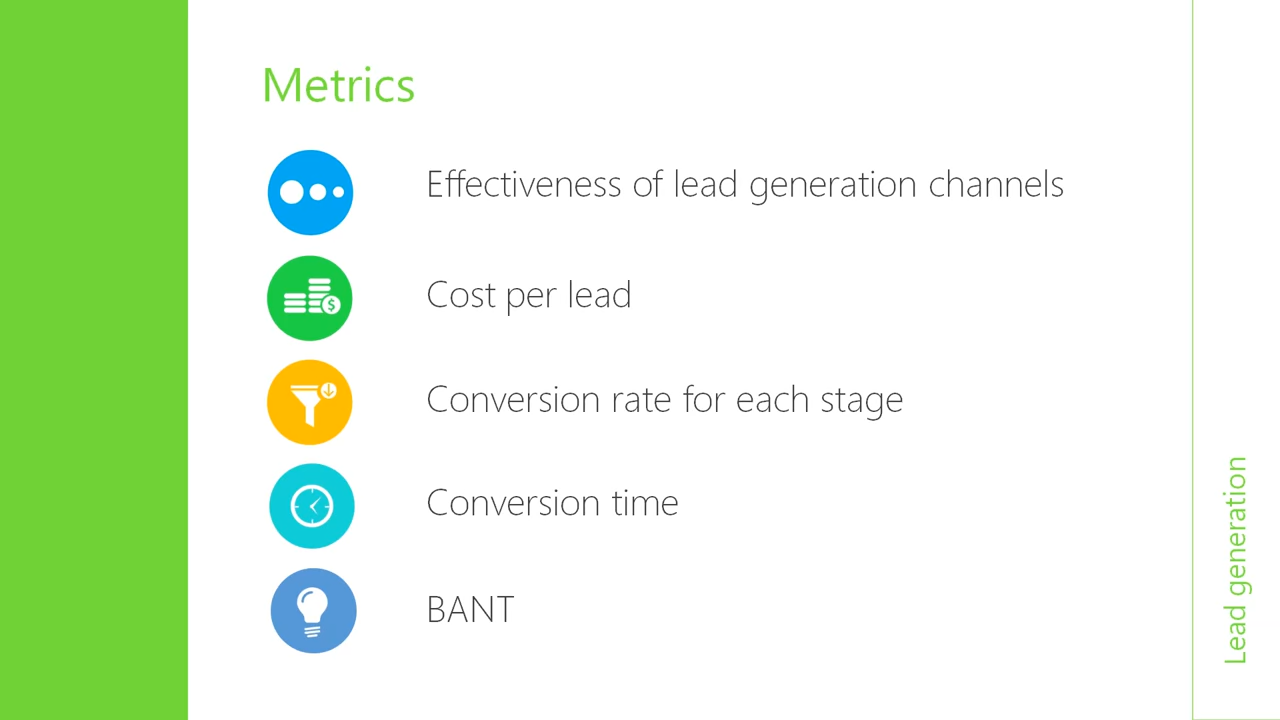 Metrics
Effectiveness of lead generation channels
Cost per lead
Conversion rate for each stage
Conversion time
BANT
Lead generation